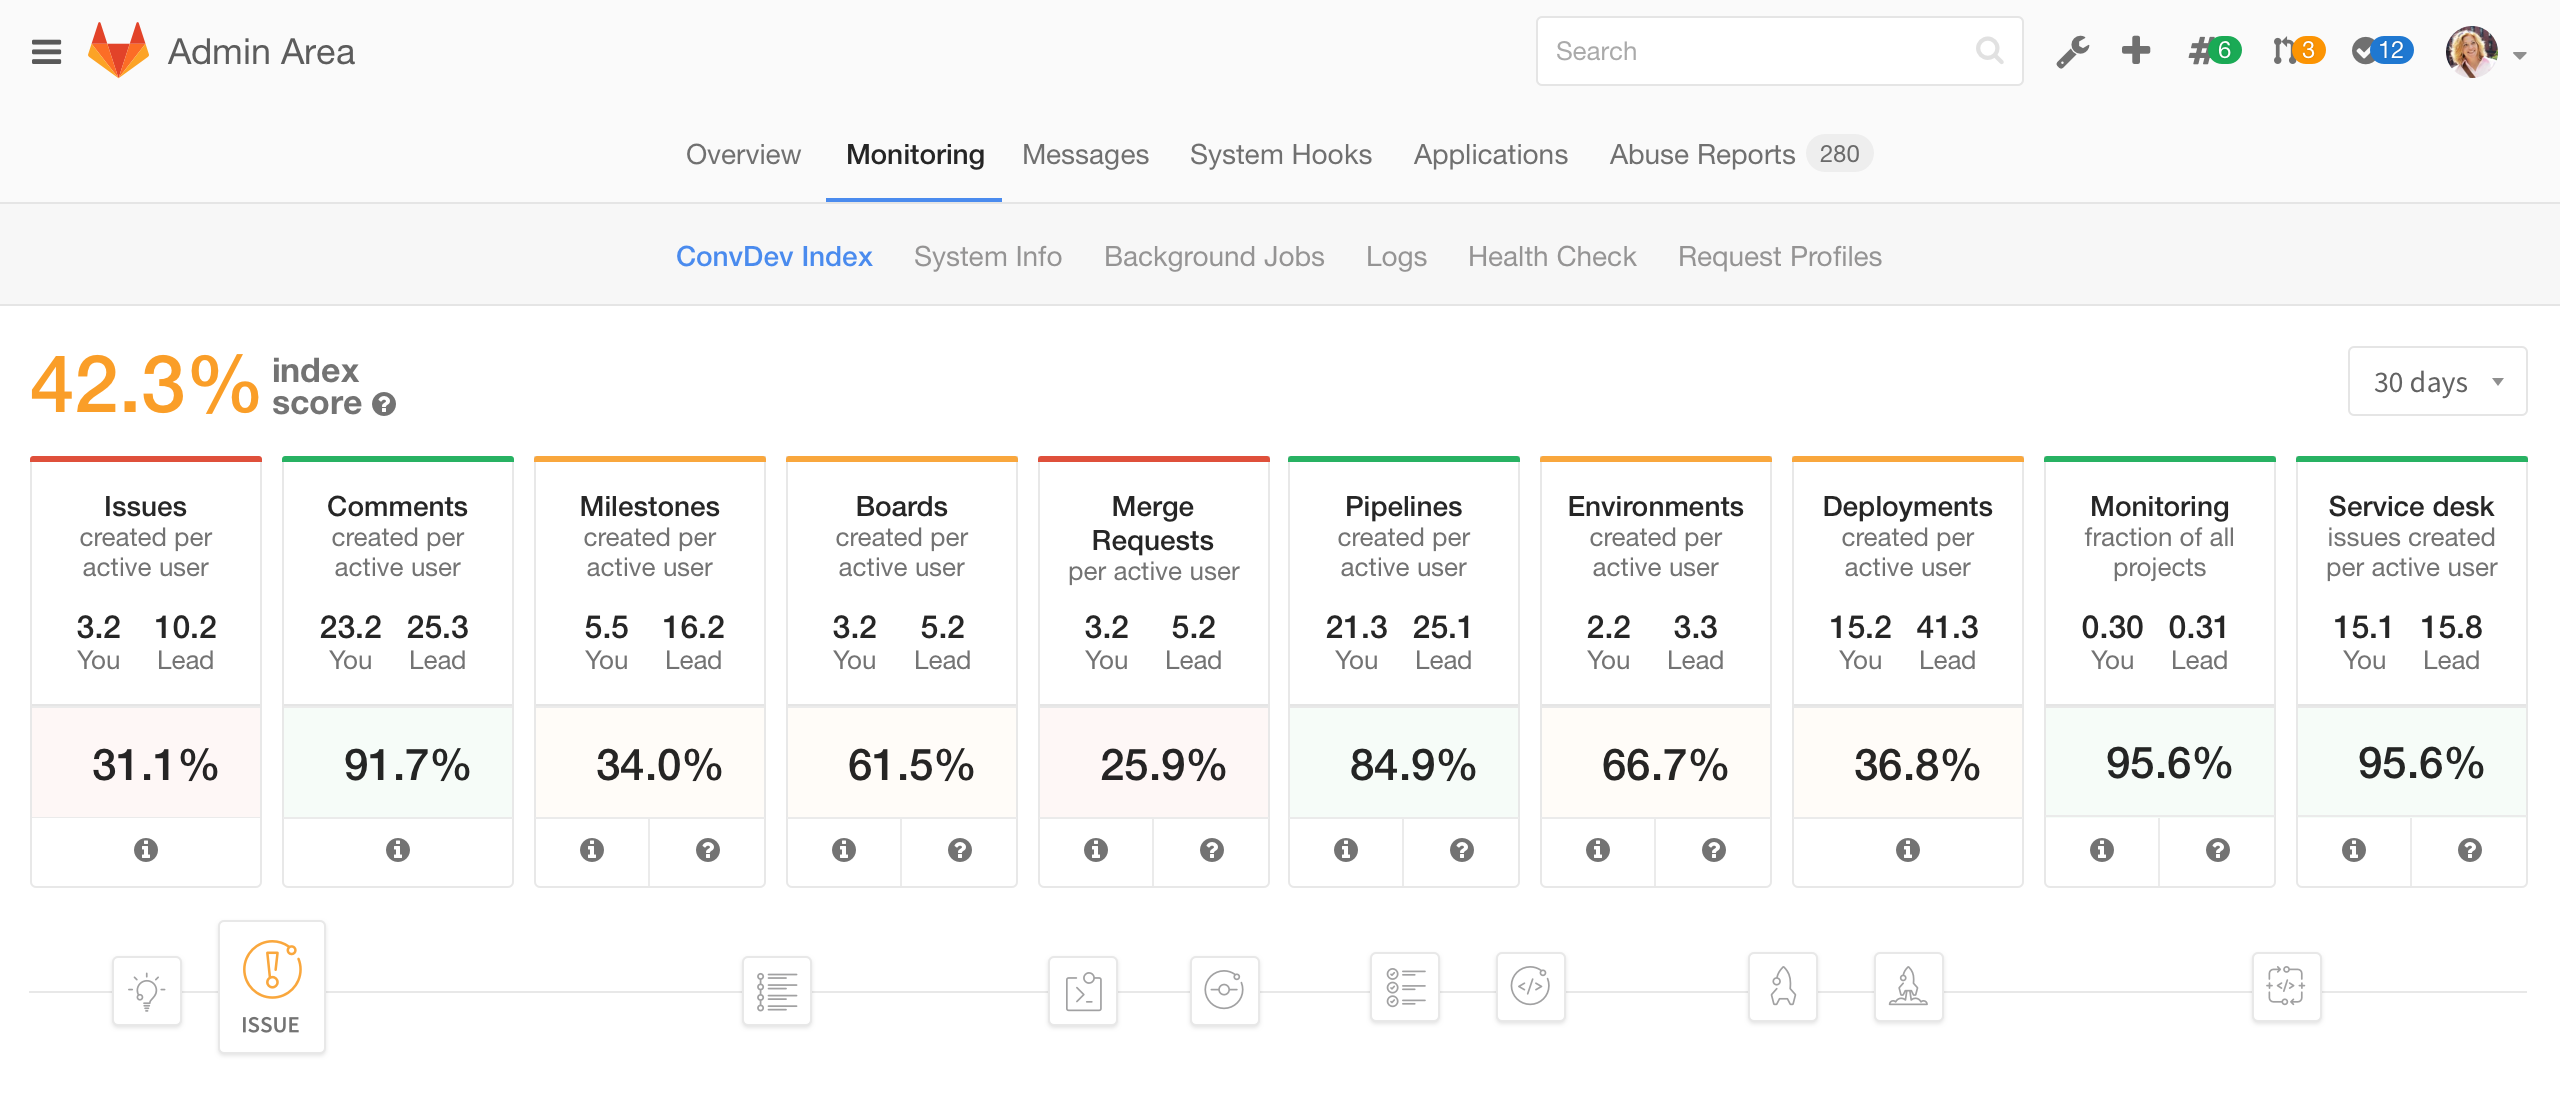 Admin Area
Search
6
3
12
Overview Monitoring Messages System Hooks Applications Abuse Reports 280
ConvDev Index System Info Background Jobs Logs Health Check Request Profiles
42.3% index
score
30 days
Issues
created per
active user
3.2 10.2
You Lead
31.1%
Comments
created per
active user
23.2 25.3
You Lead
91.7%
Milestones
created per
active user
5.5 16.2
You Lead
34.0%
Boards
created per
active user
3.2 5.2
You Lead
61.5%
Merge
Requests
per active user
3.2 5.2
You Lead
25.9%
Pipelines
created per
active user
21.3 25.1
You Lead
84.9%
Environments
created per
active user
2.2 3.3
You Lead
66.7%
Deployments
created per
active user
15.2 41.3
You Lead
36.8%
Monitoring
fraction of all
projects
0.30 0.31
You Lead
95.6%
Service desk
issues created
per active user
15.1 15.8
You Lead
95.6%
ISSUE